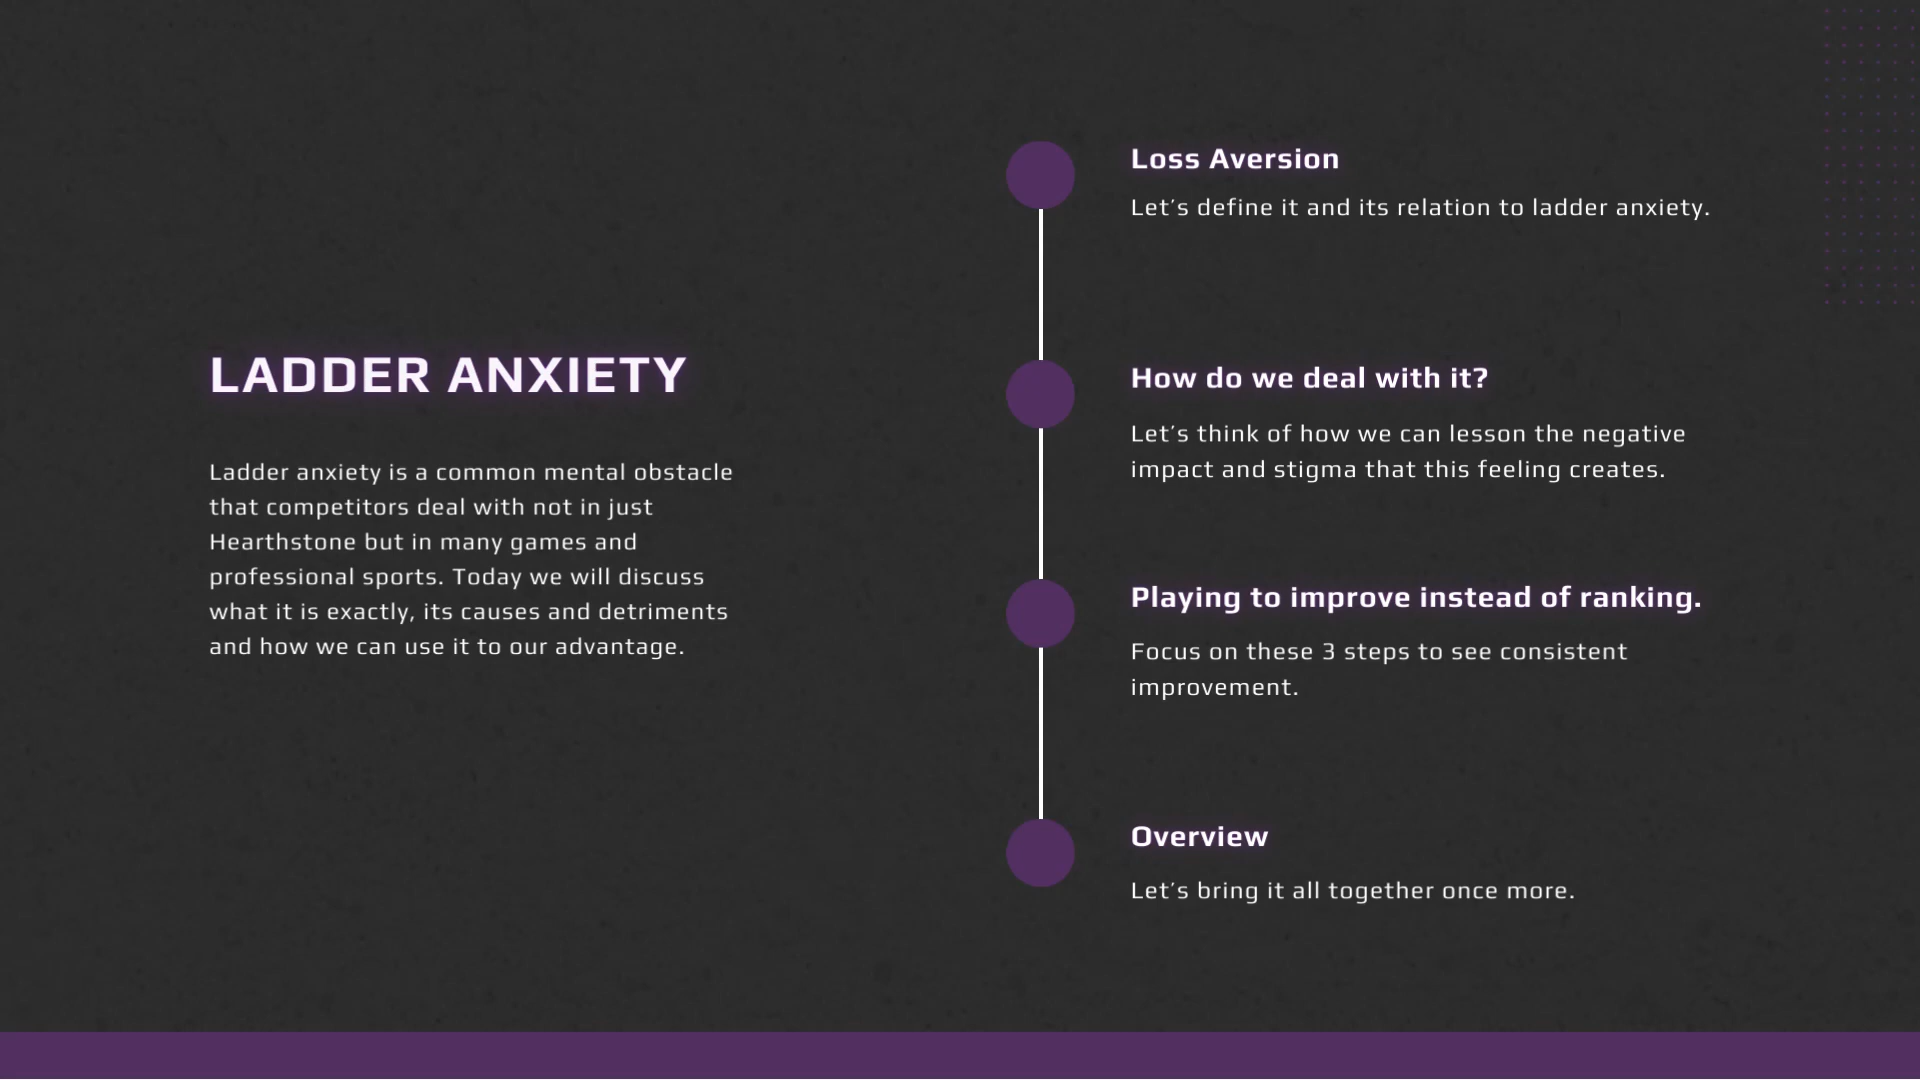 LADDER ANXIETY
Ladder anxiety is a common mental obstacle
that competitors deal with not in just
Hearthstone but in many games and
professional sports. Today we will discuss
what it is exactly, its causes and detriments
and how we can use it to our advantage.
Loss Aversion
Let's define it and its relation to ladder anxiety.
How do we deal with it?
Let's think of how we can lesson the negative
impact and stigma that this feeling creates.
Playing to improve instead of ranking.
Focus on these 3 steps to see consistent
improvement.
Overview
Let's bring it all together once more.